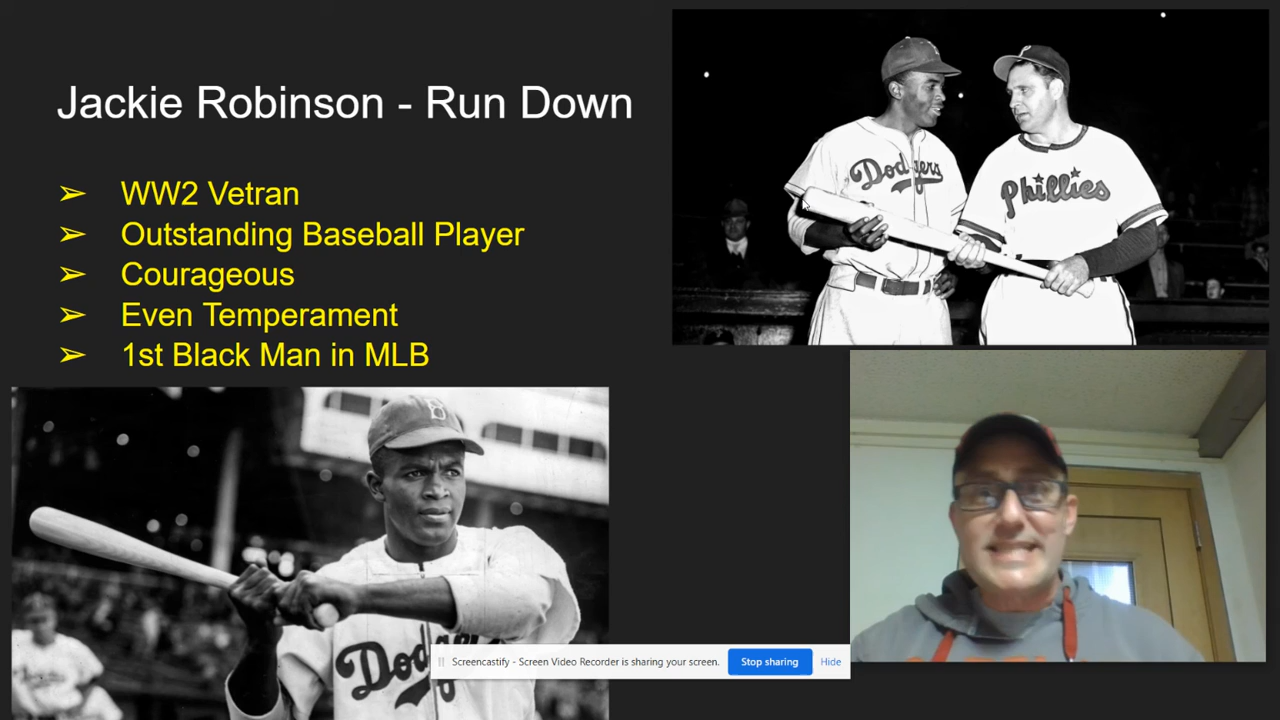 Jackie Robinson - Run Down
➢ WW2 Vetran
➢ Outstanding Baseball Player
➢ Courageous
➢ Even Temperament
➢ 1st Black Man in MLB
Dodgers
Phillies
P
B
Screencastify - Screen Video Recorder is sharing your screen.
Stop sharing
Hide